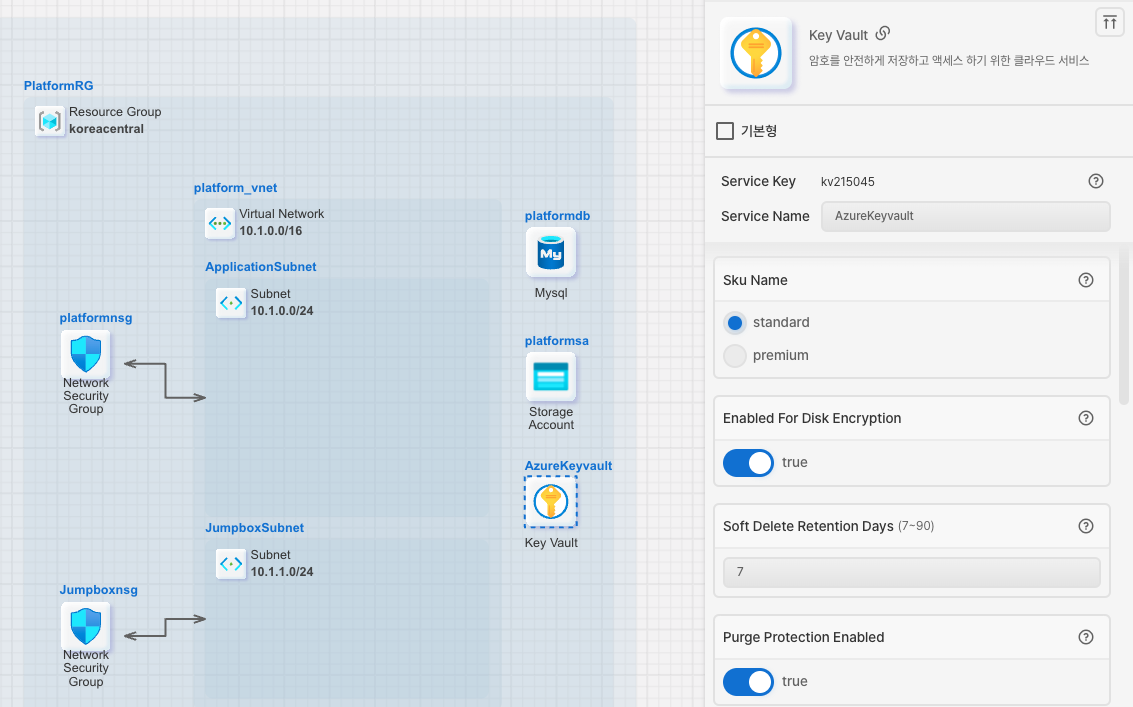 PlatformRG
Resource Group
koreacentral
platform_vnet
Virtual Network
10.1.0.0/16
ApplicationSubnet
Subnet
10.1.0.0/24
platformnsg
Network
Security
Group
JumpboxSubnet
Subnet
10.1.1.0/24
Jumpboxnsg
Network
Security
Group
platformdb
My
Mysql
platformsa
Storage
Account
AzureKeyvault
Key Vault
Key Vault
암호를 안전하게 저장하고 액세스 하기 위한 클라우드 서비스
기본형
Service Key kv215045
Service Name AzureKeyvault
Sku Name
standard
premium
Enabled For Disk Encryption
true
Soft Delete Retention Days (7~90)
7
Purge Protection Enabled
true